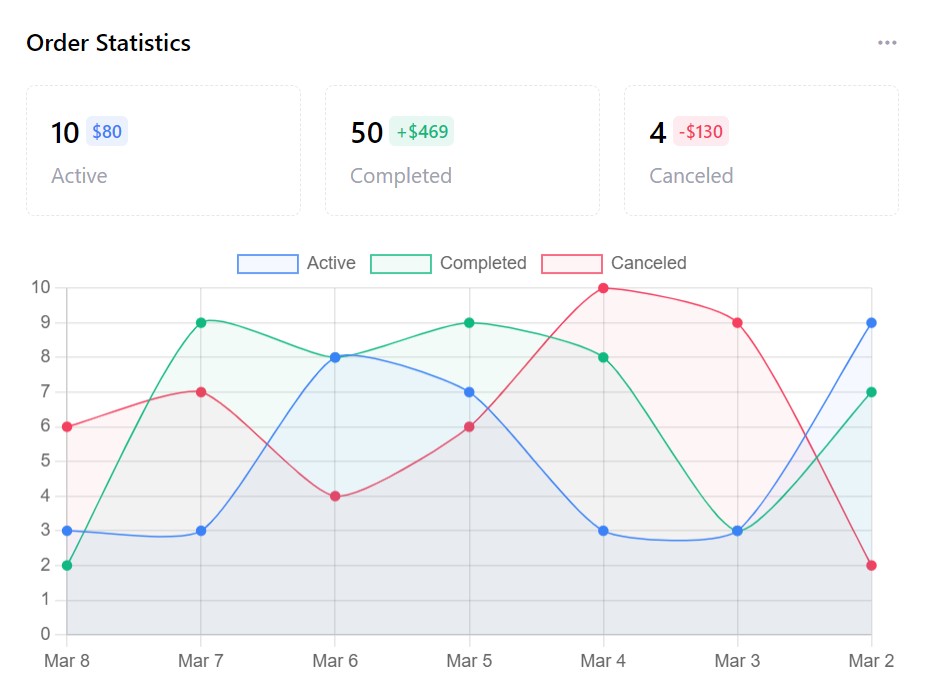 Order Statistics
10 $80
Active
50 +$469
Completed
4 -$130
Canceled
Active Completed Canceled
10
9
8
7
6
5
4
3
2
1
0
Mar 8 Mar 7 Mar 6 Mar 5 Mar 4 Mar 3 Mar 2